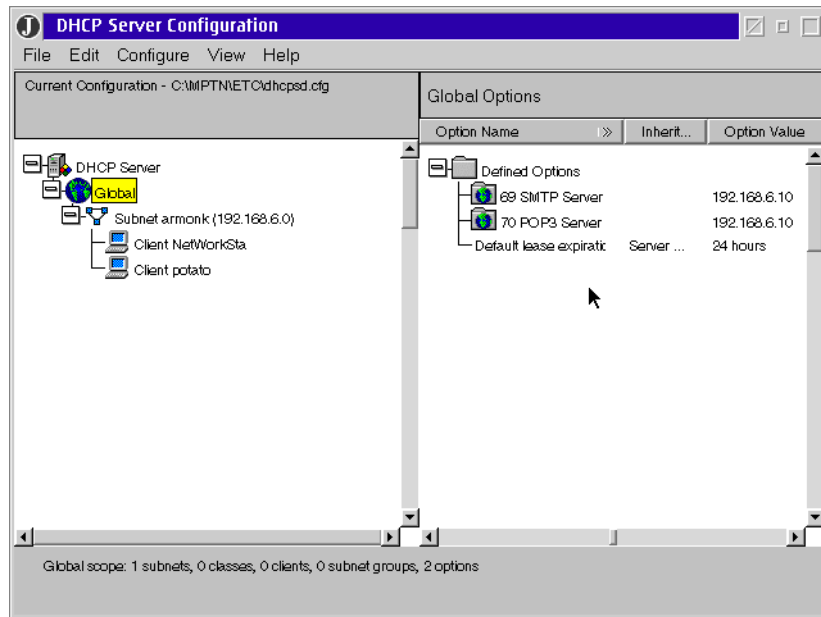 J DHCP Server Configuration
File Edit Configure View Help
Current Configuration - C:\MPTN\ETC\dhcpsd.cfg
Global Options
Option Name Inherit... Option Value
DHCP Server
Global
Subnet armonk (192.168.6.0)
Client NetWorkSta
Client potato
Defined Options
69 SMTP Server 192.168.6.10
70 POP3 Server 192.168.6.10
Default lease expiratic Server ... 24 hours
Global scope: 1 subnets, 0 classes, 0 clients, 0 subnet groups, 2 options